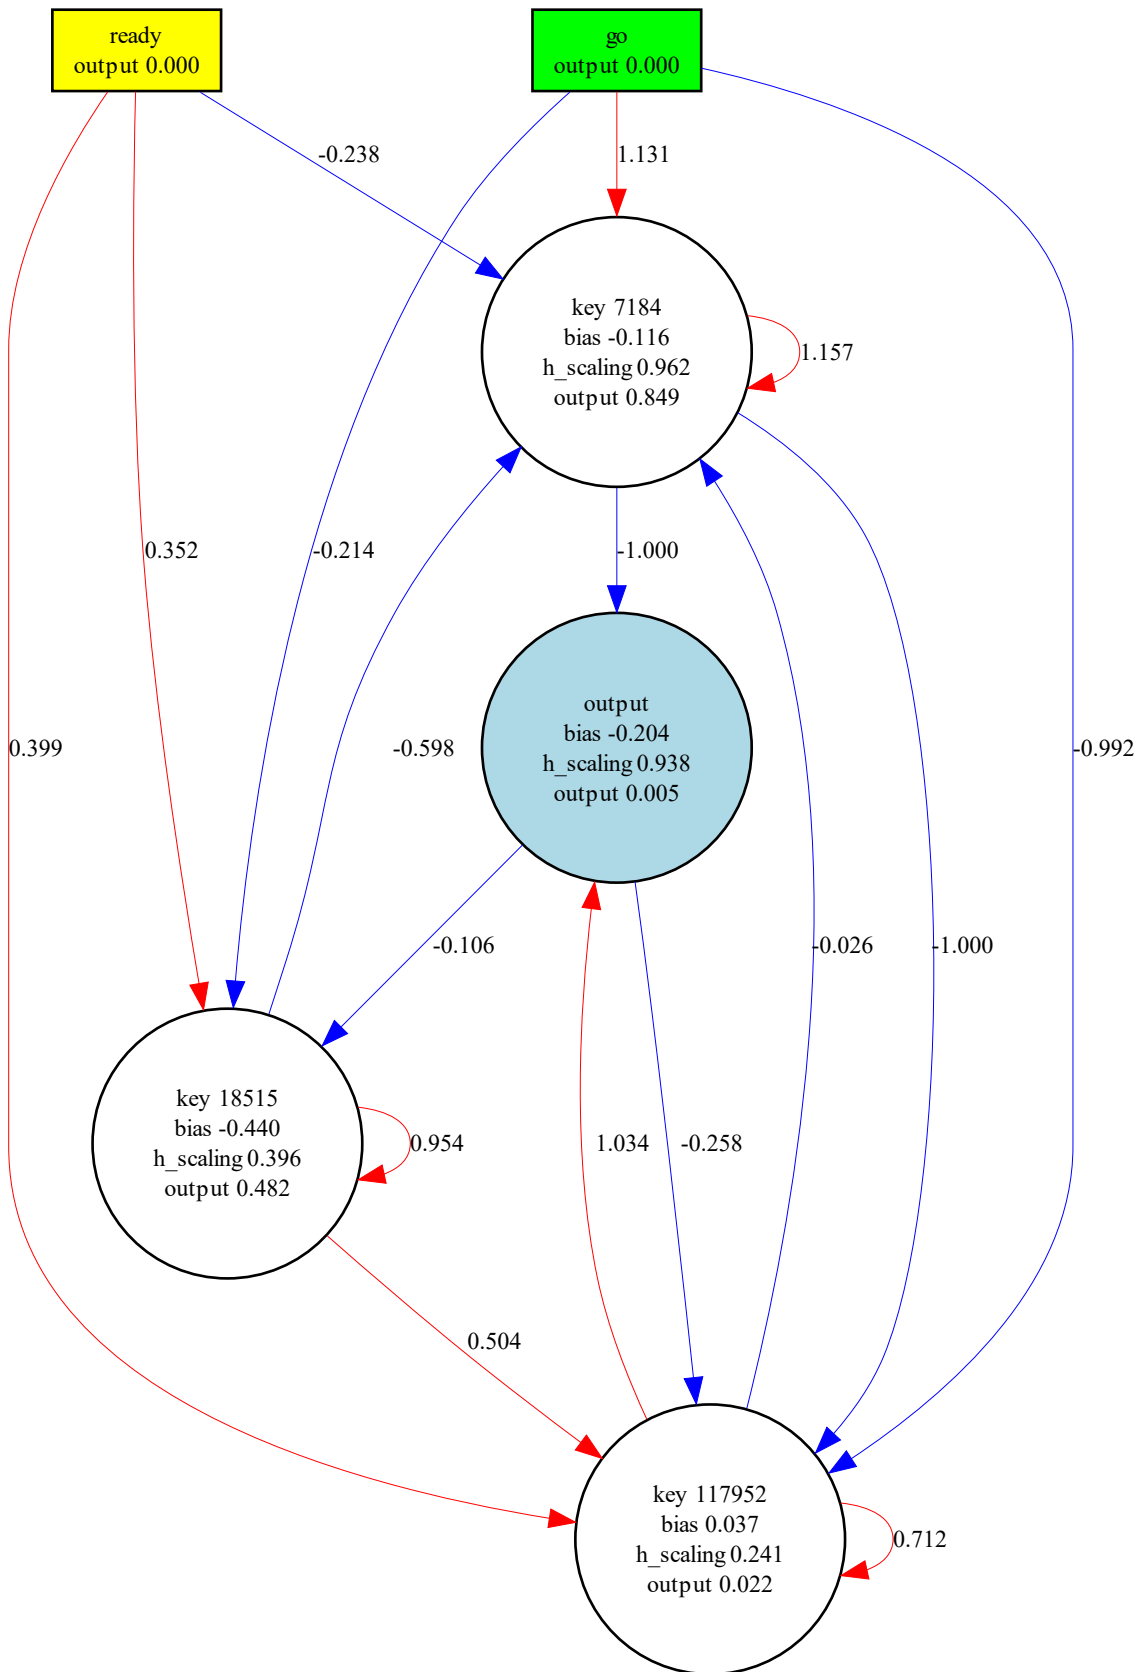 ready
output 0.000
go
output 0.000
-0.238
1.131
key 7184
bias -0.116
h_scaling 0.962
output 0.849
1.157
0.352
-0.214
-1.000
output
bias -0.204
h_scaling 0.938
output 0.005
0.399
-0.598
-0.992
-0.106
-0.026
-1.000
key 18515
bias -0.440
h_scaling 0.396
output 0.482
0.954
1.034
-0.258
0.504
key 117952
bias 0.037
h_scaling 0.241
output 0.022
0.712